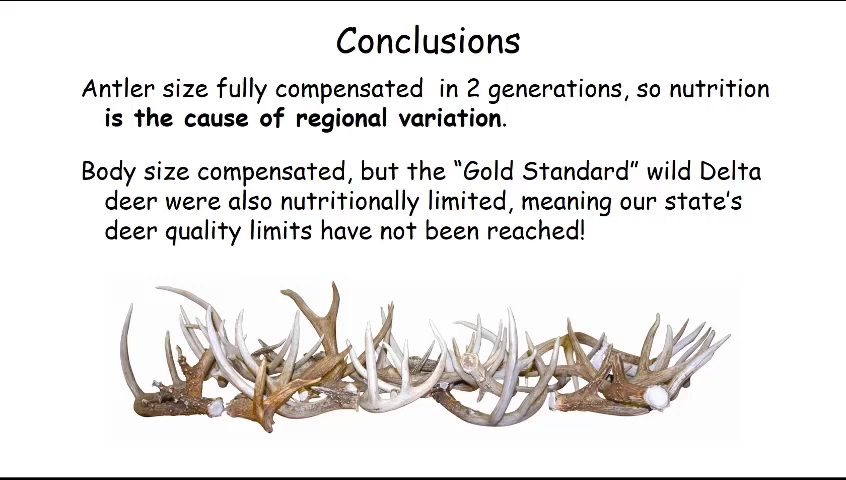 Conclusions
Antler size fully compensated in 2 generations, so nutrition
is the cause of regional variation.
Body size compensated, but the “Gold Standard” wild Delta
deer were also nutritionally limited, meaning our state’s
deer quality limits have not been reached!